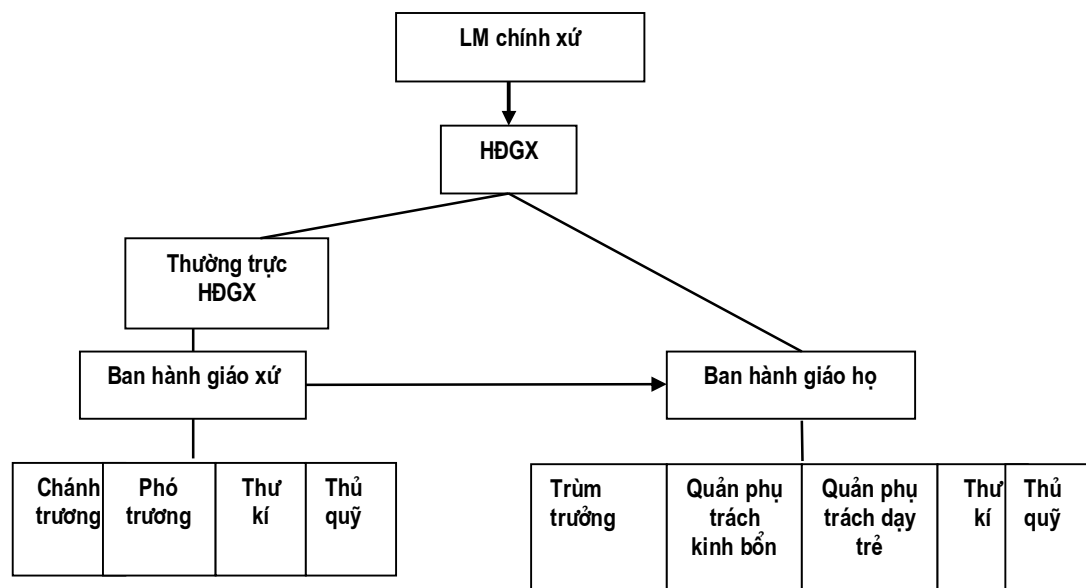 LM chính xứ
HĐGX
Thường trực
HĐGX
Ban hành giáo xứ
Ban hành giáo họ
Chánh
trương
Phó
trương
Thư
kí
Thủ
quỹ
Trùm
trưởng
Quản phụ
trách
kinh bổn
Quản phụ
trách dạy
trẻ
Thư
kí
Thủ
quỹ